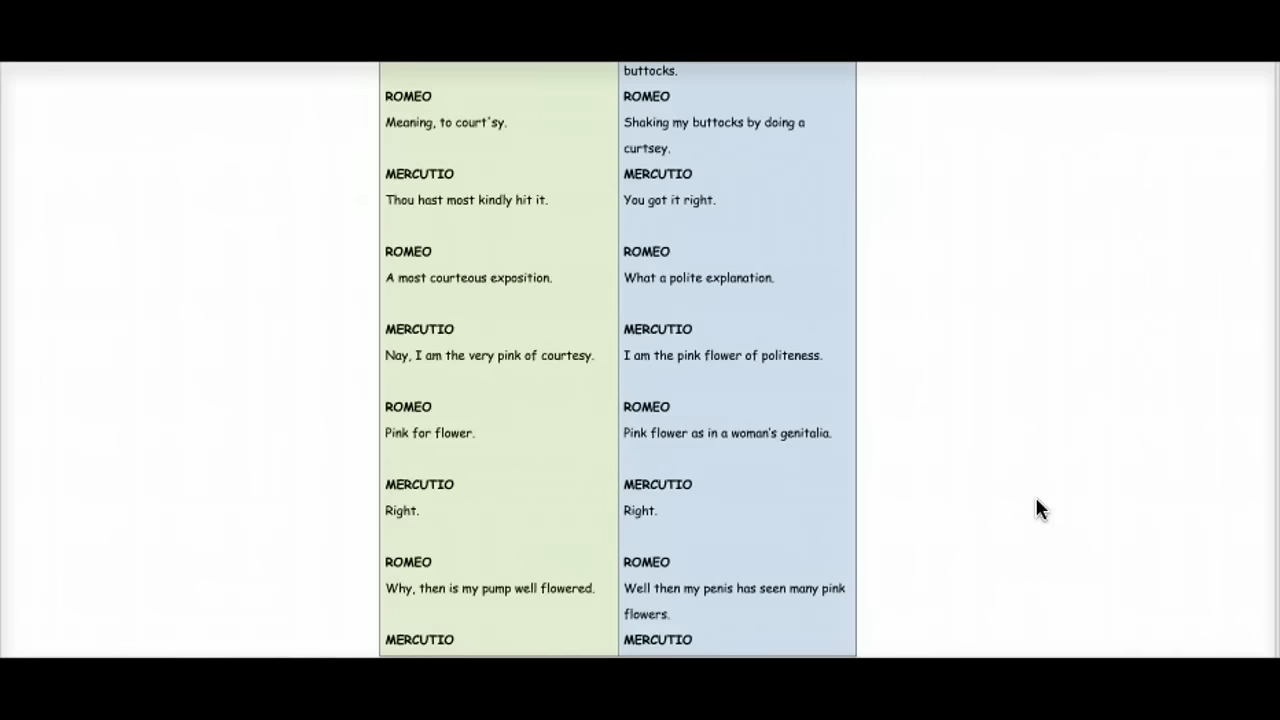 buttocks.
ROMEO
Meaning, to court'sy.
MERCUTIO
Thou hast most kindly hit it.
ROMEO
A most courteous exposition.
MERCUTIO
Nay, I am the very pink of courtesy.
ROMEO
Pink for flower.
MERCUTIO
Right.
ROMEO
Why, then is my pump well flowered.
MERCUTIO
ROMEO
Shaking my buttocks by doing a
curtsey.
MERCUTIO
You got it right.
ROMEO
What a polite explanation.
MERCUTIO
I am the pink flower of politeness.
ROMEO
Pink flower as in a woman's genitalia.
MERCUTIO
Right.
ROMEO
Well then my penis has seen many pink
flowers.
MERCUTIO